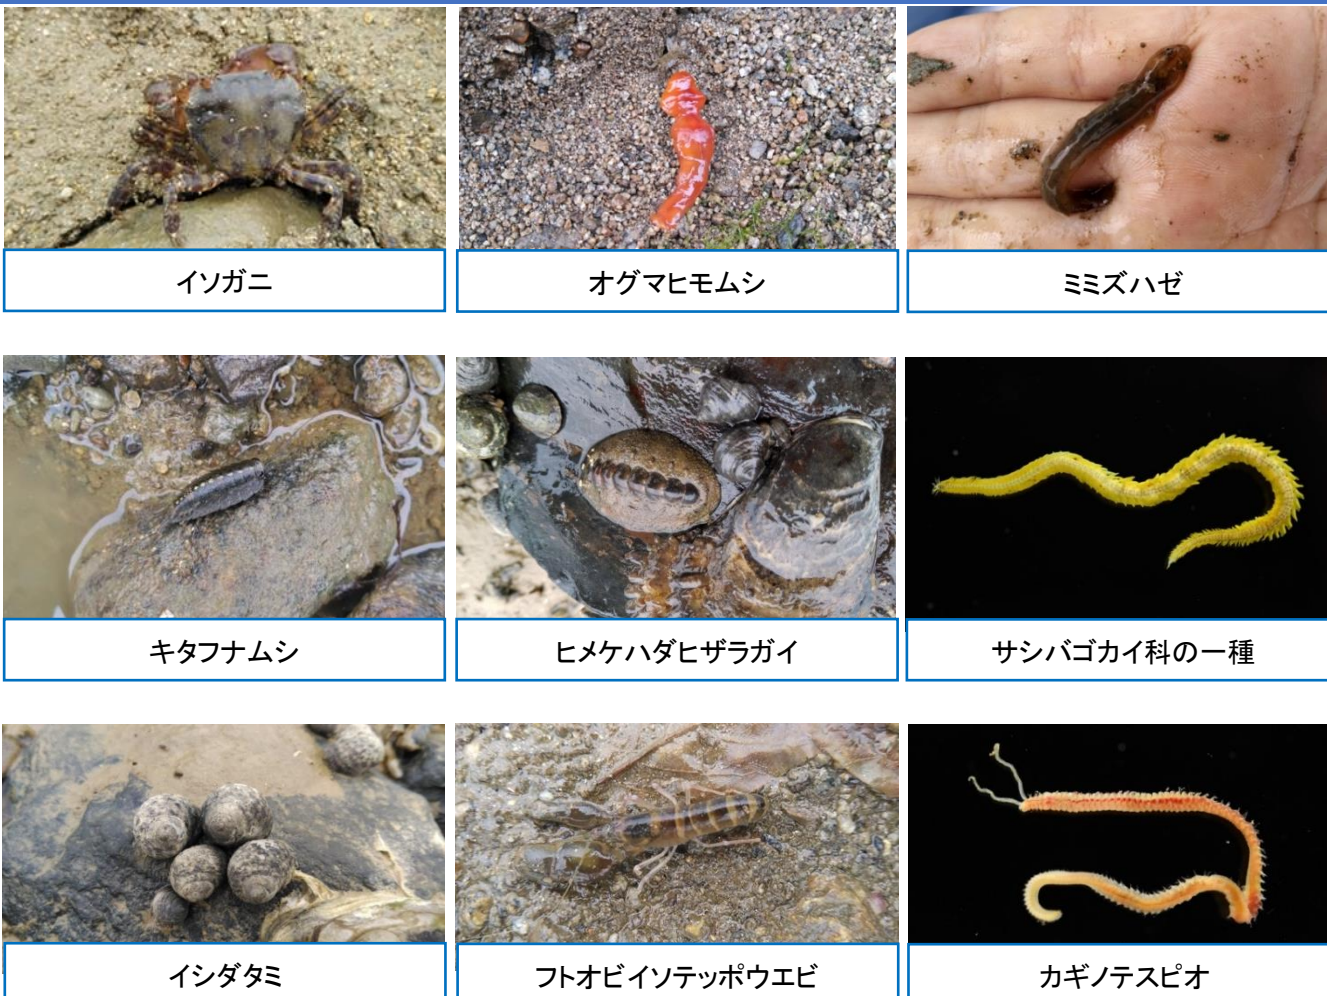 イソガニ
オグマヒモムシ
ミミズハゼ
キタフナムシ
ヒメケハダヒザラガイ
サシバゴカイ科の一種
イシダタミ
フトオビイソテッポウエビ
カギノテスピオ